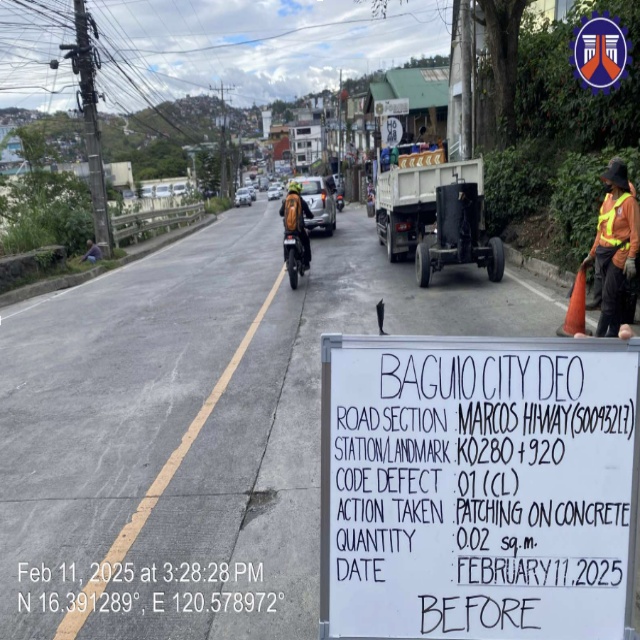 BAGUIO CITY DEO
ROAD SECTION : MARCOS HI-WAY (S00932LZ)
STATION/LANDMARK : K0280 + 920
CODE DEFECT : 01 (CL)
ACTION TAKEN : PATCHING ON CONCRETE
QUANTITY : 0.02 sq.m.
DATE : FEBRUARY 11, 2025
BEFORE
Feb 11, 2025 at 3:28:28 PM
N 16.391289°, E 120.578972°